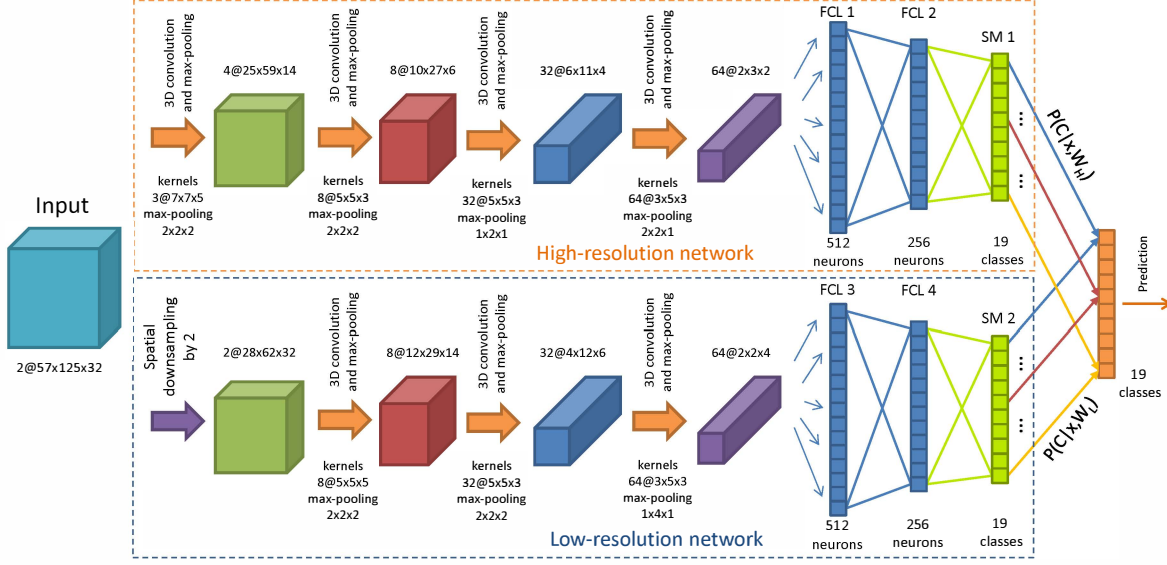 Input
2@57x125x32
3D convolution
and max-pooling
kernels
3@7x7x5
max-pooling
2x2x2
4@25x59x14
3D convolution
and max-pooling
kernels
8@5x5x3
max-pooling
2x2x2
8@10x27x6
3D convolution
and max-pooling
kernels
32@5x5x3
max-pooling
1x2x1
32@6x11x4
3D convolution
and max-pooling
kernels
64@3x5x3
max-pooling
2x2x1
64@2x3x2
FCL 1
512
neurons
FCL 2
256
neurons
SM 1
...
...
19
classes
High-resolution network
P(C|x,W_H)
Spatial
downsampling
by 2
2@28x62x32
3D convolution
and max-pooling
kernels
8@5x5x5
max-pooling
2x2x2
8@12x29x14
3D convolution
and max-pooling
kernels
32@5x5x3
max-pooling
2x2x2
32@4x12x6
3D convolution
and max-pooling
kernels
64@3x5x3
max-pooling
1x4x1
64@2x2x4
FCL 3
512
neurons
FCL 4
256
neurons
SM 2
...
...
19
classes
Low-resolution network
P(C|x,W_L)
Prediction
19
classes